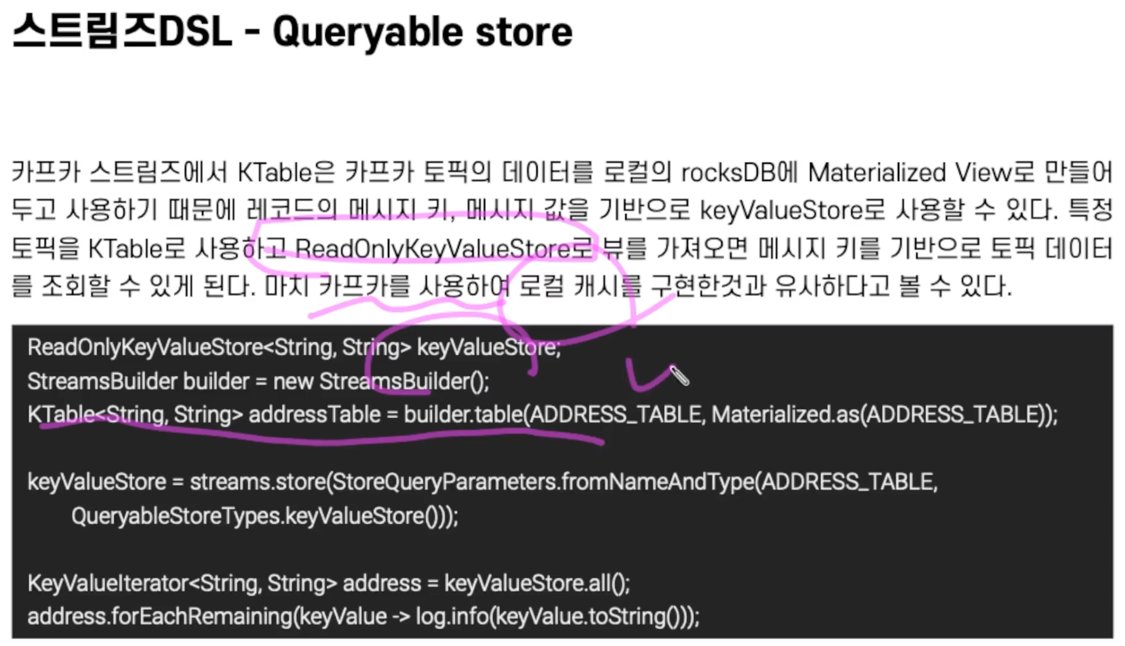 스트림즈DSL - Queryable store
카프카 스트림즈에서 KTable은 카프카 토픽의 데이터를 로컬의 rocksDB에 Materialized View로 만들어
두고 사용하기 때문에 레코드의 메시지 키, 메시지 값을 기반으로 keyValueStore로 사용할 수 있다. 특정
토픽을 KTable로 사용하고 ReadOnlyKeyValueStore로 뷰를 가져오면 메시지 키를 기반으로 토픽 데이터
를 조회할 수 있게 된다. 마치 카프카를 사용하여 로컬 캐시를 구현한것과 유사하다고 볼 수 있다.
ReadOnlyKeyValueStore<String, String> keyValueStore;
StreamsBuilder builder = new StreamsBuilder();
KTable<String, String> addressTable = builder.table(ADDRESS_TABLE, Materialized.as(ADDRESS_TABLE));
keyValueStore = streams.store(StoreQueryParameters.fromNameAndType(ADDRESS_TABLE,
QueryableStoreTypes.keyValueStore()));
KeyValueIterator<String, String> address = keyValueStore.all();
address.forEachRemaining(keyValue -> log.info(keyValue.toString()));